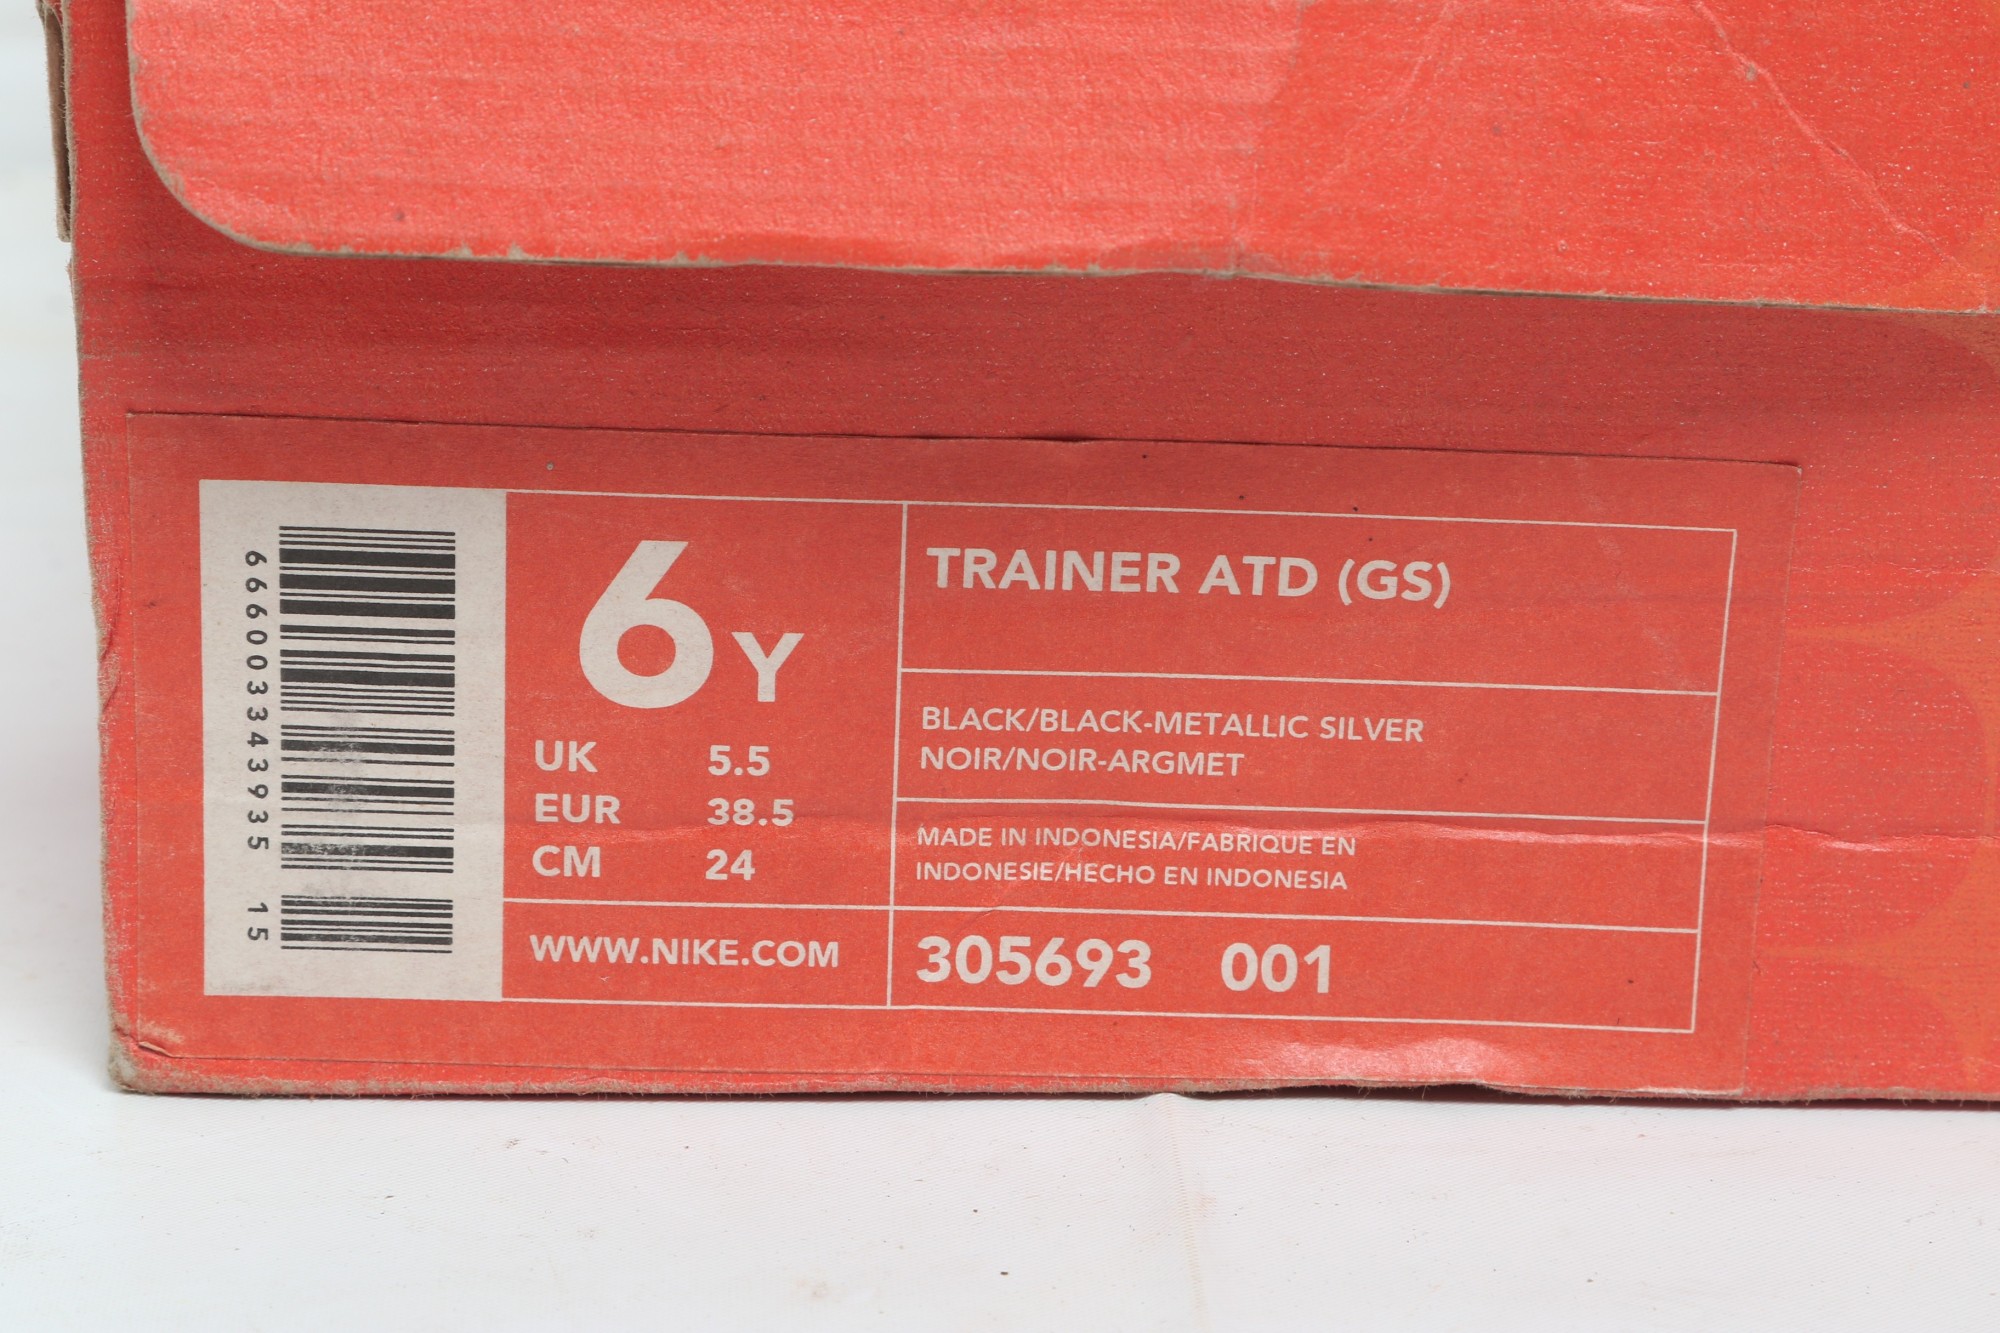 666003343935 15
6Y
UK 5.5
EUR 38.5
CM 24
WWW.NIKE.COM
TRAINER ATD (GS)
BLACK/BLACK-METALLIC SILVER
NOIR/NOIR-ARGMET
MADE IN INDONESIA/FABRIQUE EN
INDONESIE/HECHO EN INDONESIA
305693 001